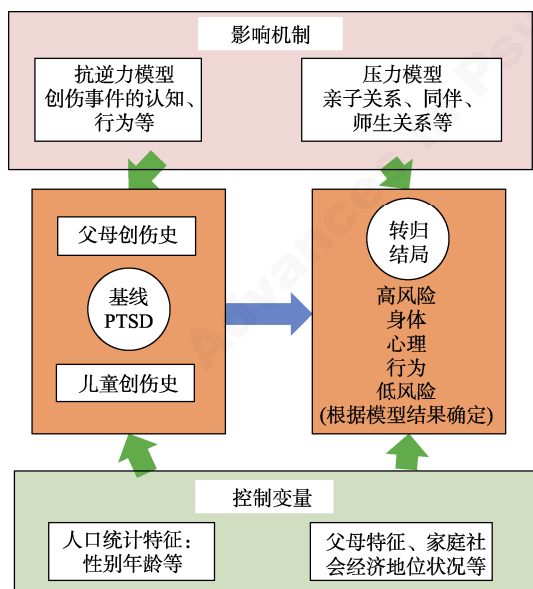 影响机制
抗逆力模型
创伤事件的认知、
行为等
压力模型
亲子关系、同伴、
师生关系等
父母创伤史
基线
PTSD
儿童创伤史
转归
结局
高风险
身体
心理
行为
低风险
(根据模型结果确定)
控制变量
人口统计特征：
性别年龄等
父母特征、家庭社
会经济地位状况等
Advances in Psy